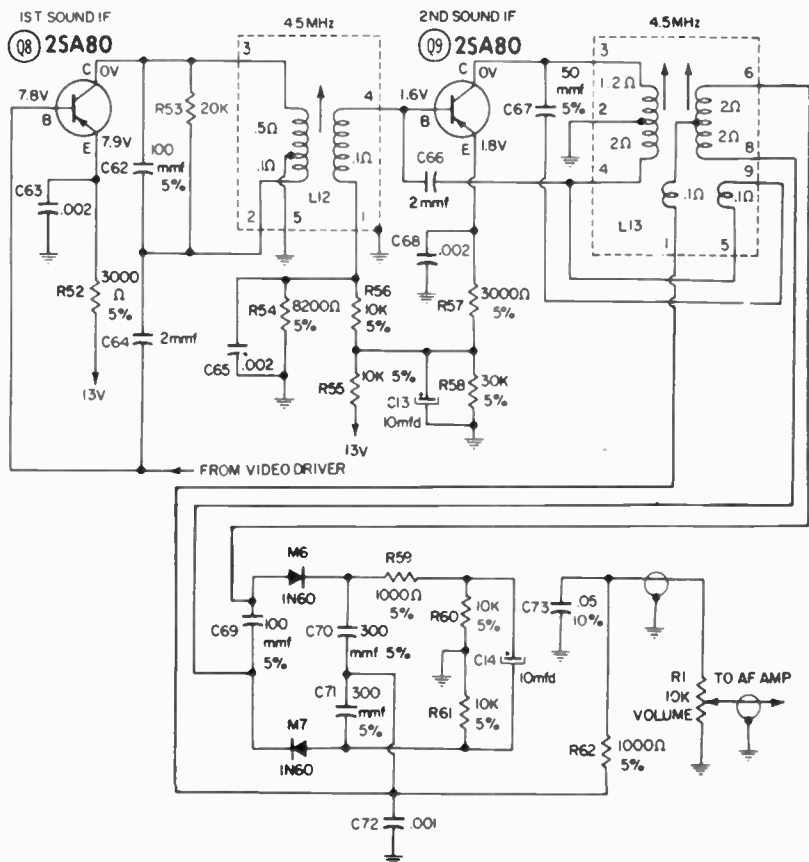 1ST SOUND IF
Q8 2SA80
4.5MHz
2ND SOUND IF
Q9 2SA80
4.5MHz
C 0V
7.8V
B
E
7.9V
C62
100
mmf
5%
R53
20K
C63
.002
R52
3000
Ω
5%
13V
C64
2mmf
3
.5Ω
.1Ω
2
5
L12
4
.1Ω
1
1.6V
B
C 0V
E
1.8V
C66
2mmf
50
mmf
5%
C67
C68
.002
R54
8200Ω
5%
C65
.002
R56
10K
5%
R55
10K 5%
13V
C13
10mfd
R57
3000Ω
5%
R58
30K
5%
3
1.2Ω
2
2Ω
4
6
2Ω
2Ω
8
9
.1Ω
.1Ω
L13
1
5
FROM VIDEO DRIVER
M6
1N60
C69
100
mmf
5%
M7
1N60
R59
1000Ω
5%
C70
300
mmf 5%
C71
300
mmf
5%
R60
10K
5%
R61
10K
5%
C14
10mfd
C73
.05
10%
R62
1000Ω
5%
R1
10K
VOLUME
TO AF AMP
C72
.001